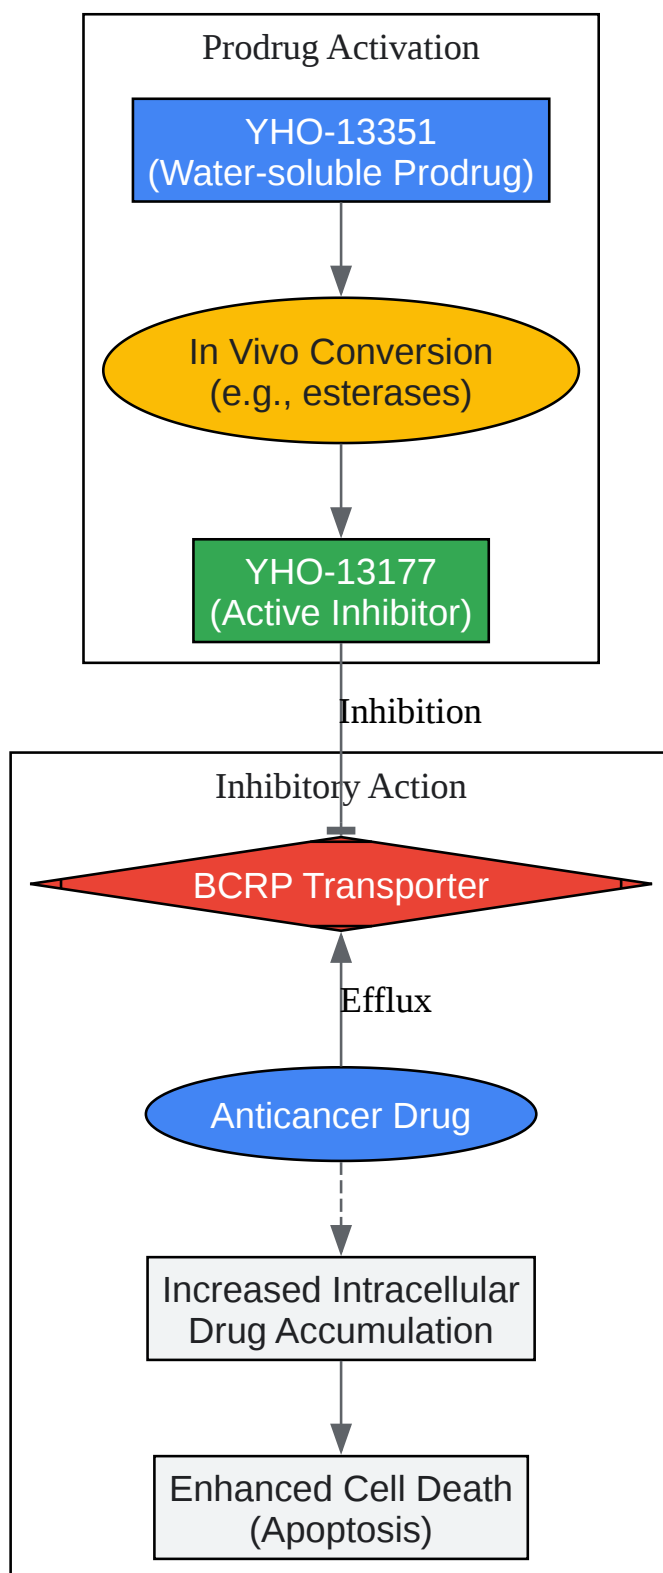 Prodrug Activation
YHO-13351
(Water-soluble Prodrug)
In Vivo Conversion
(e.g., esterases)
YHO-13177
(Active Inhibitor)
Inhibition
Inhibitory Action
BCRP Transporter
Efflux
Anticancer Drug
Increased Intracellular
Drug Accumulation
Enhanced Cell Death
(Apoptosis)